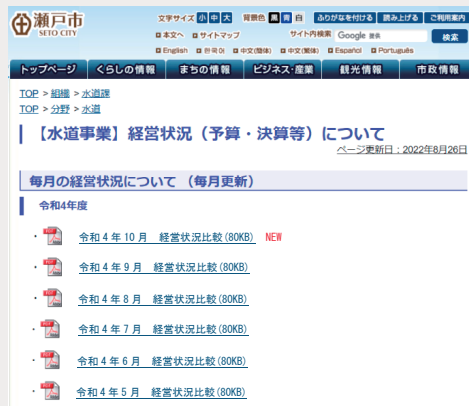 瀬戸市
SETO CITY
文字サイズ 小 中 大 背景色 黒 青 白 ふりがなを付ける 読み上げる ご利用案内
本文へ サイトマップ サイト内検索 Google 提供 検索
English 한국어 中文(簡体) 中文(繁体) Español Português
トップページ くらしの情報 まちの情報 ビジネス・産業 観光情報 市政情報
TOP > 組織 > 水道課
TOP > 分野 > 水道
【水道事業】経営状況(予算・決算等)について
ページ更新日:2022年8月26日
毎月の経営状況について (毎月更新)
令和4年度
・ 令和4年10月 経営状況比較(80KB) NEW
・ 令和4年9月 経営状況比較(80KB)
・ 令和4年8月 経営状況比較(80KB)
・ 令和4年7月 経営状況比較(80KB)
・ 令和4年6月 経営状況比較(80KB)
・ 令和4年5月 経営状況比較(80KB)